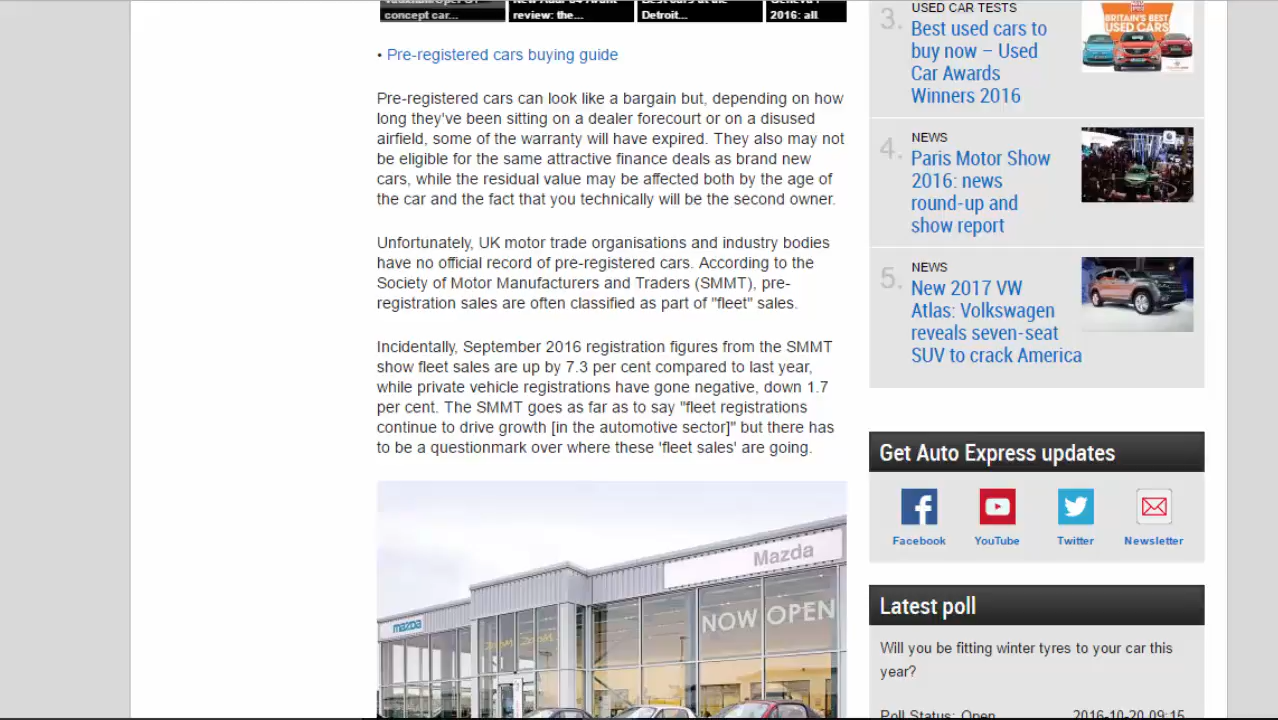 concept car...
review: the...
Detroit...
2016: all
• Pre-registered cars buying guide
Pre-registered cars can look like a bargain but, depending on how
long they've been sitting on a dealer forecourt or on a disused
airfield, some of the warranty will have expired. They also may not
be eligible for the same attractive finance deals as brand new
cars, while the residual value may be affected both by the age of
the car and the fact that you technically will be the second owner.
Unfortunately, UK motor trade organisations and industry bodies
have no official record of pre-registered cars. According to the
Society of Motor Manufacturers and Traders (SMMT), pre-
registration sales are often classified as part of "fleet" sales.
Incidentally, September 2016 registration figures from the SMMT
show fleet sales are up by 7.3 per cent compared to last year,
while private vehicle registrations have gone negative, down 1.7
per cent. The SMMT goes as far as to say "fleet registrations
continue to drive growth [in the automotive sector]" but there has
to be a questionmark over where these 'fleet sales' are going.
Mazda
mazda
NOW OPEN
3.
USED CAR TESTS
Best used cars to
buy now – Used
Car Awards
Winners 2016
BRITAIN'S BEST
USED CARS
4.
NEWS
Paris Motor Show
2016: news
round-up and
show report
5.
NEWS
New 2017 VW
Atlas: Volkswagen
reveals seven-seat
SUV to crack America
Get Auto Express updates
Facebook
YouTube
Twitter
Newsletter
Latest poll
Will you be fitting winter tyres to your car this
year?
Poll Status: Open
2016-10-20 09:15